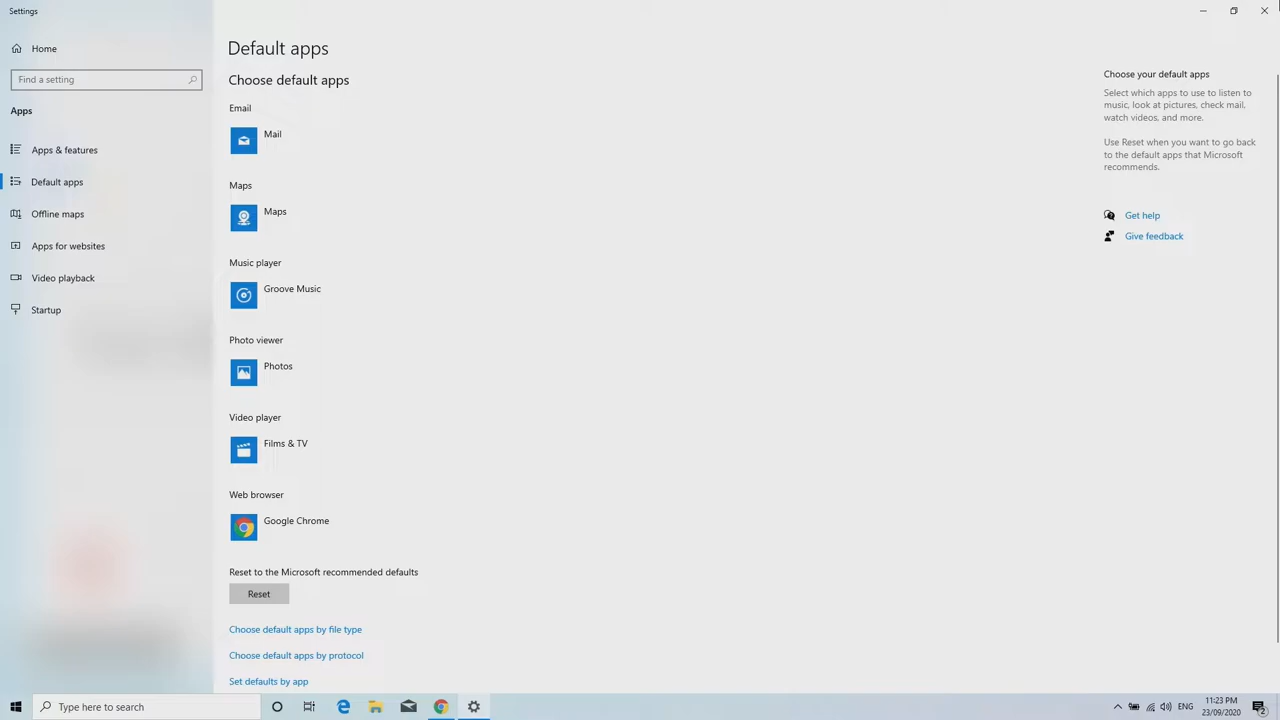 Settings
Home
Find a setting
Apps
Apps & features
Default apps
Offline maps
Apps for websites
Video playback
Startup
Default apps
Choose default apps
Email
Mail
Maps
Maps
Music player
Groove Music
Photo viewer
Photos
Video player
Films & TV
Web browser
Google Chrome
Reset to the Microsoft recommended defaults
Reset
Choose default apps by file type
Choose default apps by protocol
Set defaults by app
Choose your default apps
Select which apps to use to listen to
music, look at pictures, check mail,
watch videos, and more.
Use Reset when you want to go back
to the default apps that Microsoft
recommends.
Get help
Give feedback
Type here to search
ENG
11:23 PM
23/09/2020
2